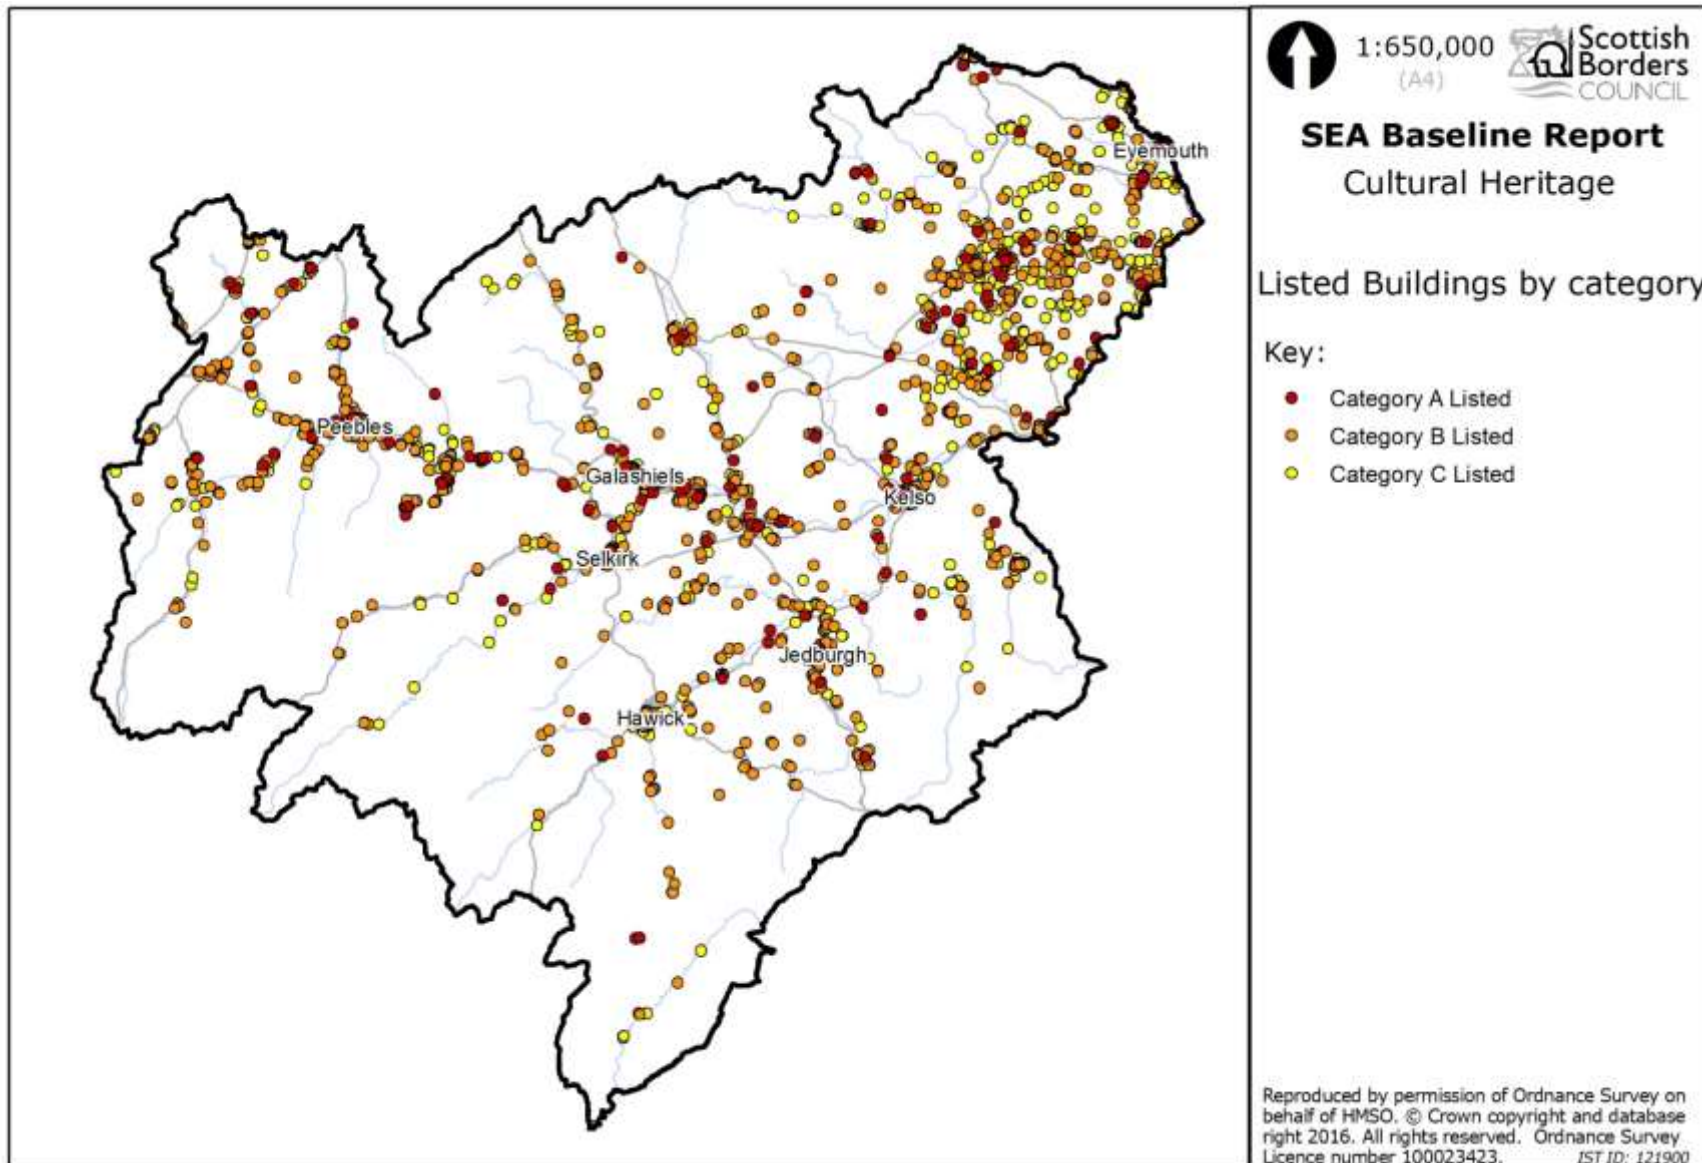 1:650,000
(A4)
Scottish
Borders
COUNCIL
SEA Baseline Report
Cultural Heritage
Listed Buildings by category
Key:
Category A Listed
Category B Listed
Category C Listed
Eyemouth
Peebles
Galashiels
Kelso
Selkirk
Jedburgh
Hawick
Reproduced by permission of Ordnance Survey on
behalf of HMSO. © Crown copyright and database
right 2016. All rights reserved. Ordnance Survey
Licence number 100023423. IST ID: 121900